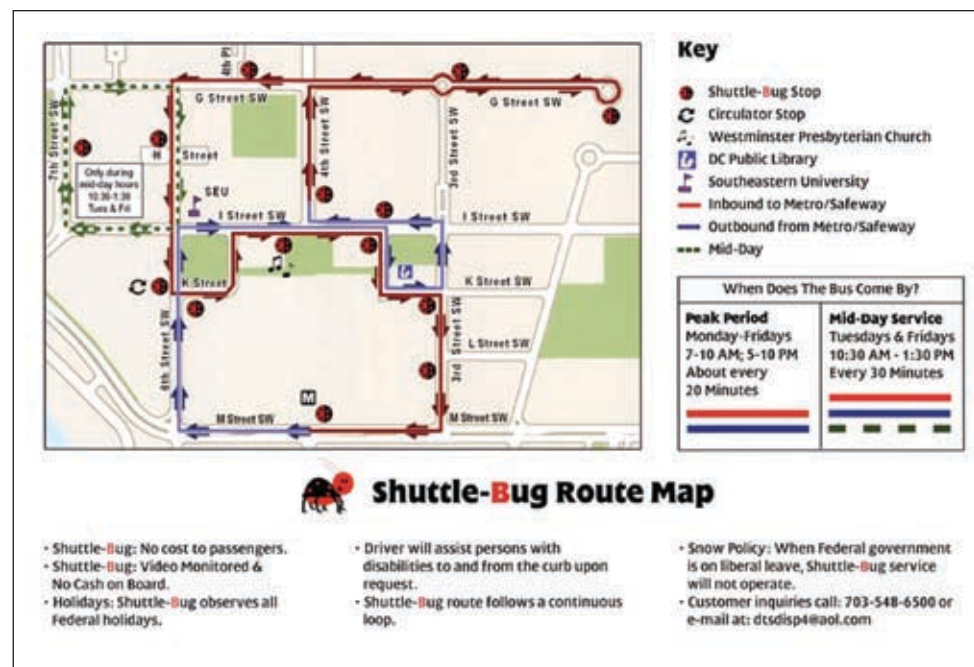 4th Pl
G Street SW
G Street SW
7th Street SW
4th Street SW
3rd Street SW
H
Street
Only during
mid-day hours
10:30-1:30
Tues & Fri
SEU
I Street SW
I Street SW
K Street
K Street SW
6th Street SW
L Street SW
3rd Street SW
M
M Street SW
M Street SW
Key
Shuttle-Bug Stop
Circulator Stop
Westminster Presbyterian Church
DC Public Library
Southeastern University
Inbound to Metro/Safeway
Outbound from Metro/Safeway
Mid-Day
When Does The Bus Come By?
Peak Period
Monday-Fridays
7-10 AM; 5-10 PM
About every
20 Minutes
Mid-Day Service
Tuesdays & Fridays
10:30 AM - 1:30 PM
Every 30 Minutes
Shuttle-Bug Route Map
• Shuttle-Bug: No cost to passengers.
• Shuttle-Bug: Video Monitored &
No Cash on Board.
• Holidays: Shuttle-Bug observes all
Federal holidays.
• Driver will assist persons with
disabilities to and from the curb upon
request.
• Shuttle-Bug route follows a continuous
loop.
• Snow Policy: When Federal government
is on liberal leave, Shuttle-Bug service
will not operate.
• Customer inquiries call: 703-548-6500 or
e-mail at: dtsdisp4@aol.com